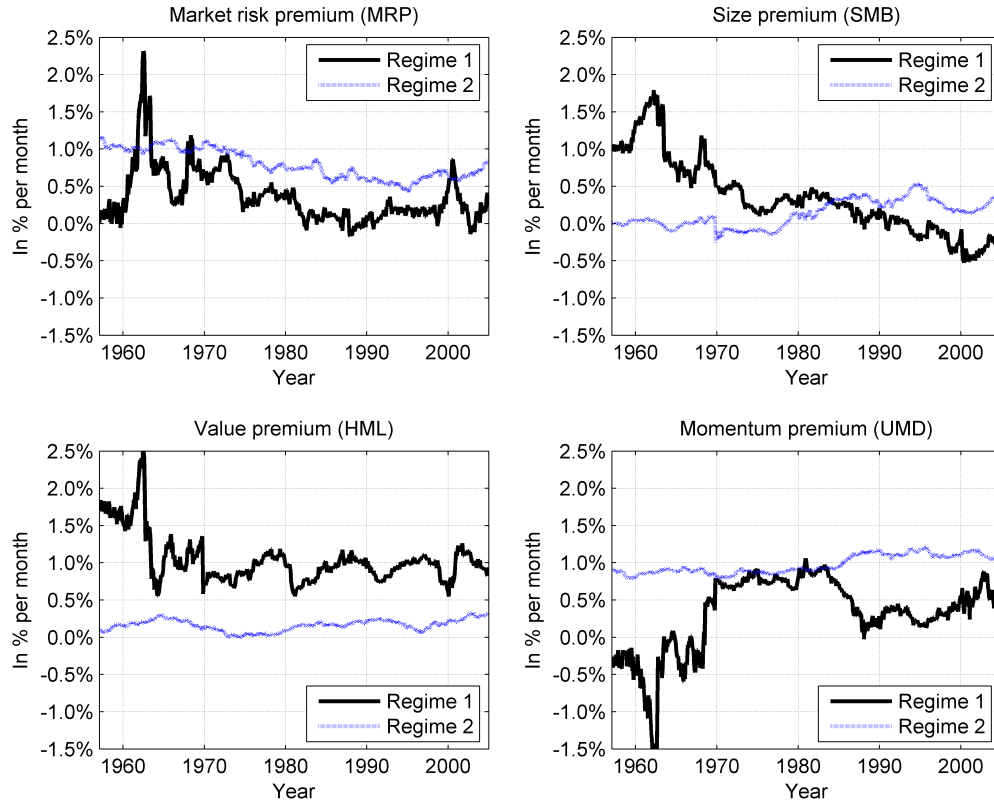 Market risk premium (MRP)
In % per month
2.5%
2.0%
1.5%
1.0%
0.5%
0.0%
-0.5%
-1.0%
-1.5%
Regime 1
Regime 2
1960 1970 1980 1990 2000
Year
Size premium (SMB)
In % per month
2.5%
2.0%
1.5%
1.0%
0.5%
0.0%
-0.5%
-1.0%
-1.5%
Regime 1
Regime 2
1960 1970 1980 1990 2000
Year
Value premium (HML)
In % per month
2.5%
2.0%
1.5%
1.0%
0.5%
0.0%
-0.5%
-1.0%
-1.5%
Regime 1
Regime 2
1960 1970 1980 1990 2000
Year
Momentum premium (UMD)
In % per month
2.5%
2.0%
1.5%
1.0%
0.5%
0.0%
-0.5%
-1.0%
-1.5%
Regime 1
Regime 2
1960 1970 1980 1990 2000
Year